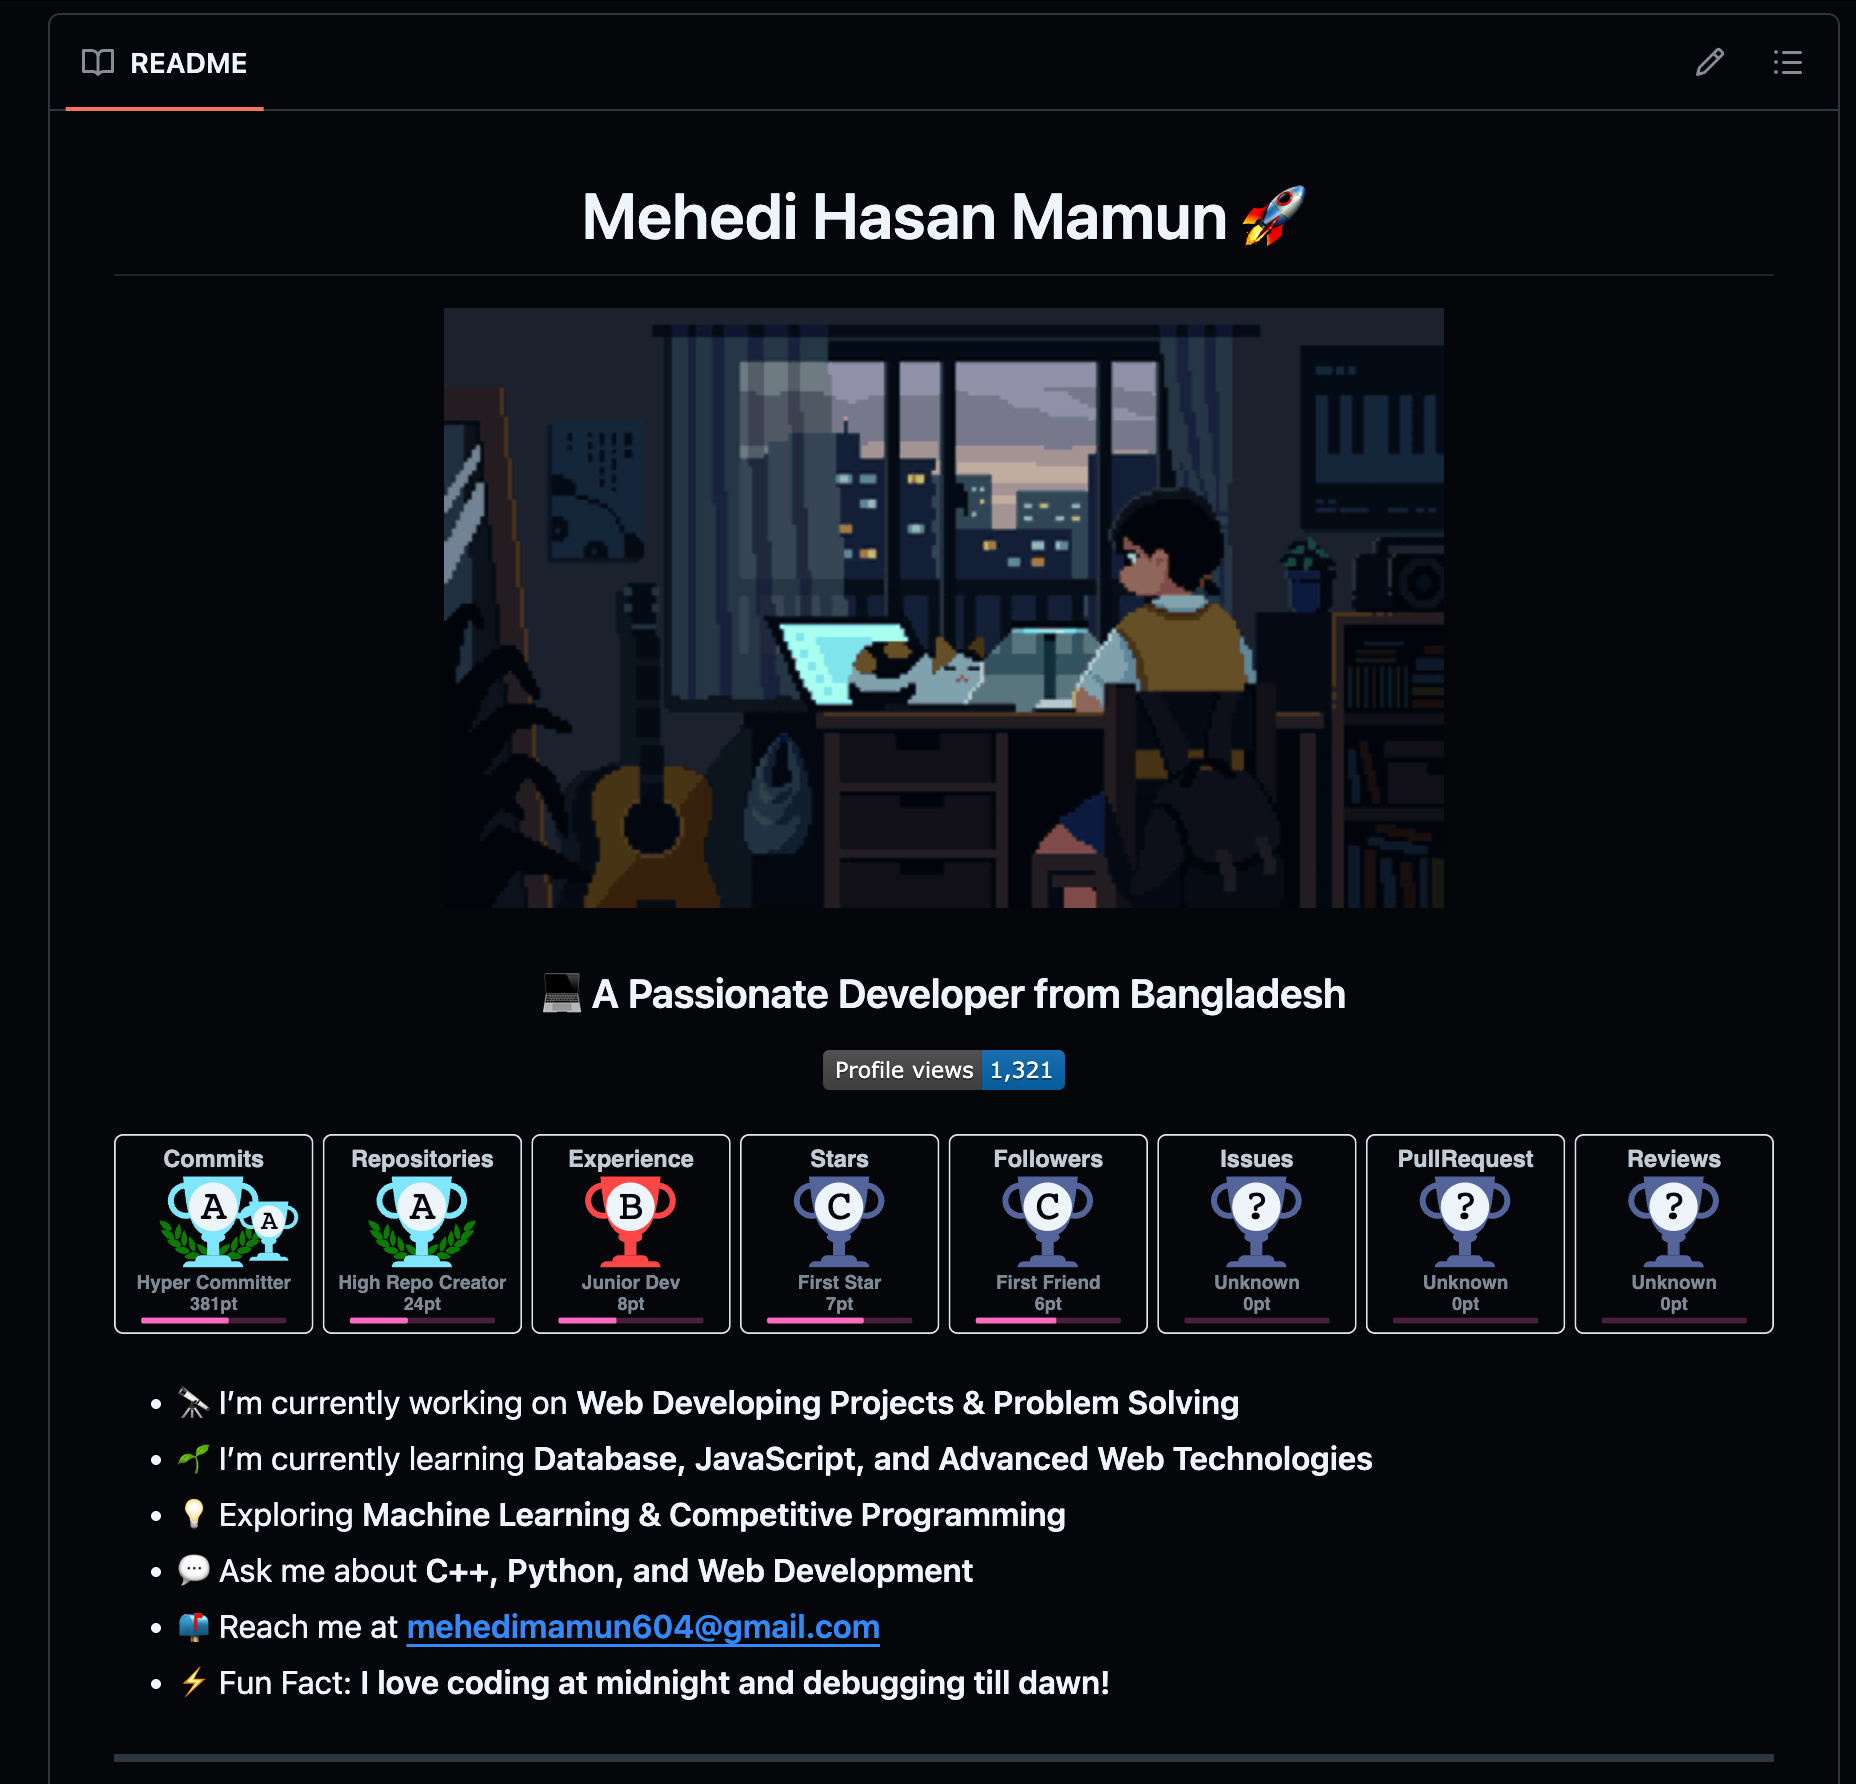 README
Mehedi Hasan Mamun 🚀
💻 A Passionate Developer from Bangladesh
Profile views 1,321
Commits Repositories Experience Stars Followers Issues PullRequest Reviews
A A A B C C ? ? ?
Hyper Committer High Repo Creator Junior Dev First Star First Friend Unknown Unknown Unknown
381pt 24pt 8pt 7pt 6pt 0pt 0pt 0pt
• 🔭 I’m currently working on Web Developing Projects & Problem Solving
• 🌱 I’m currently learning Database, JavaScript, and Advanced Web Technologies
• 💡 Exploring Machine Learning & Competitive Programming
• 💬 Ask me about C++, Python, and Web Development
• 📫 Reach me at mehedimamun604@gmail.com
• ⚡ Fun Fact: I love coding at midnight and debugging till dawn!